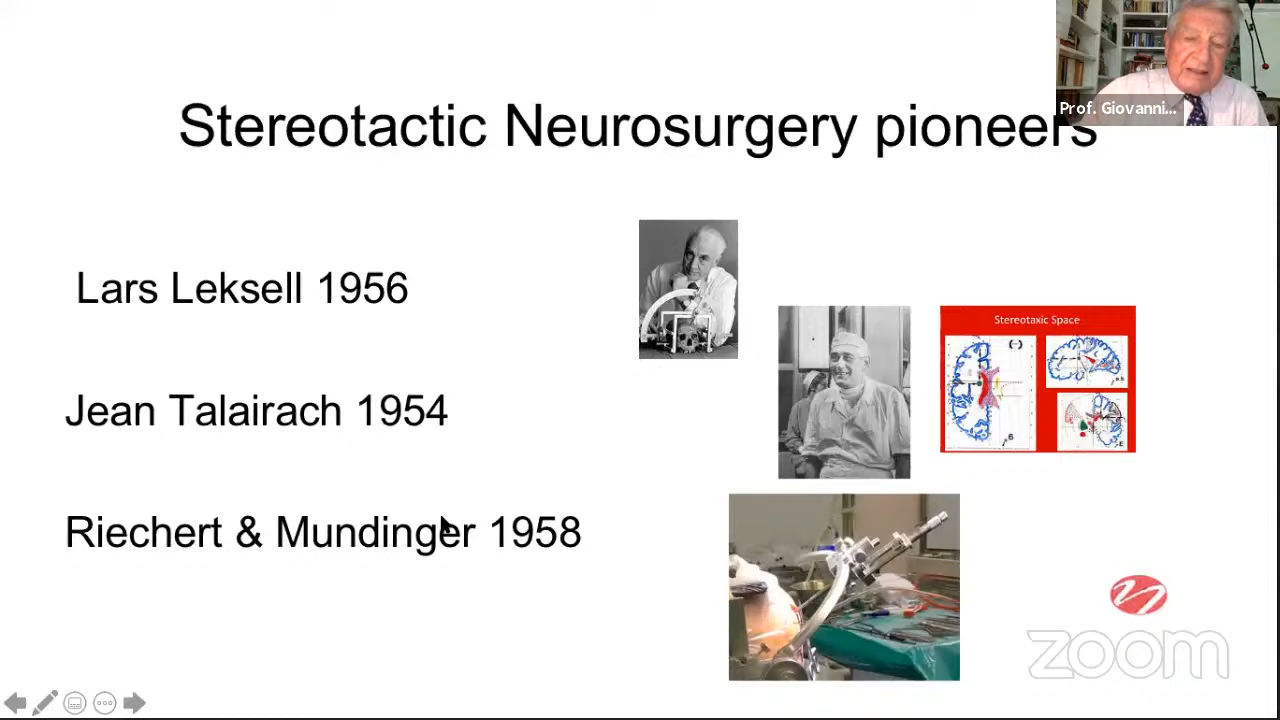 Prof. Giovanni...
Stereotactic Neurosurgery pioneers
Lars Leksell 1956
Stereotaxic Space
Jean Talairach 1954
Riechert & Mundinger 1958
zoom